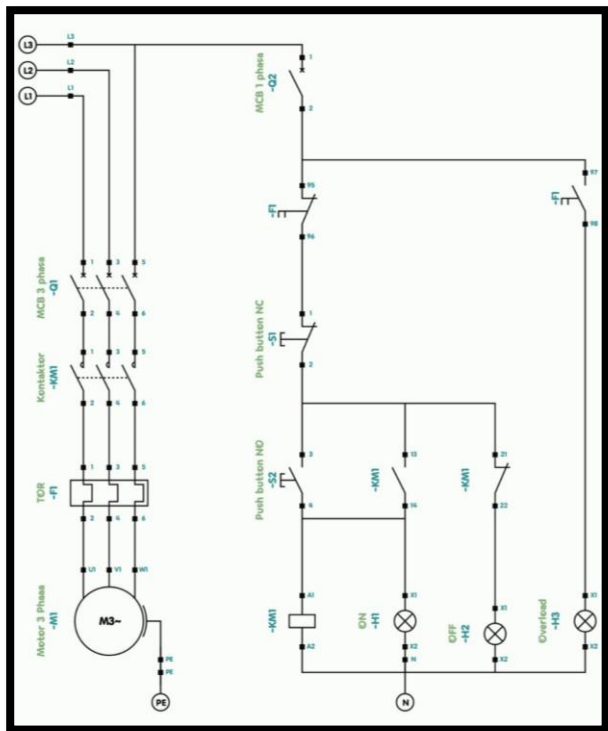 L3 L3
L2 L2
L1 L1
MCB 1 phasa
-Q2
1
2
95
-F1
96
97
-F1
98
MCB 3 phasa
-Q1
1 3 5
2 4 6
Push button NC
-S1
1
2
Kontaktor
-KM1
1 3 5
2 4 6
TOR
-F1
1 3 5
2 4 6
Push button NO
-S2
3
4
13
-KM1
14
21
-KM1
22
Motor 3 Phasa
-M1
U1 V1 W1
M3~
PE
PE
PE
A1
-KM1
A2
ON
-H1
X1
X2
N
OFF
-H2
X1
X2
Overload
-H3
X1
X2
N